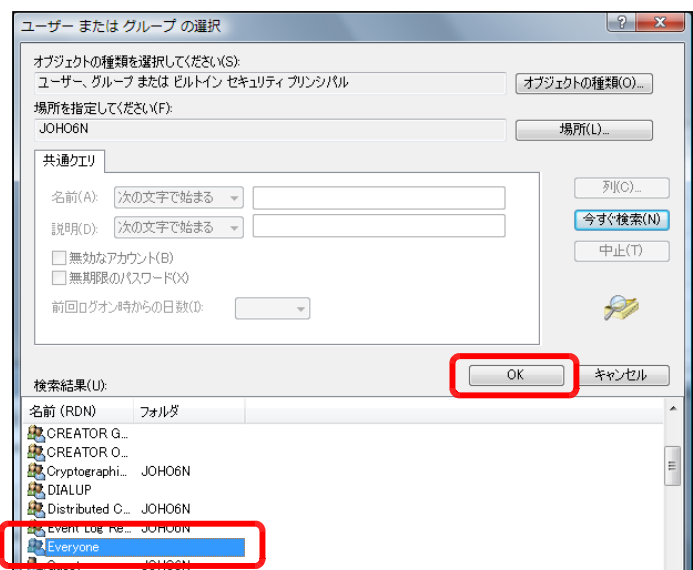 ユーザー または グループ の選択
オブジェクトの種類を選択してください(S):
ユーザー、グループ または ビルトイン セキュリティ プリンシパル
オブジェクトの種類(O)...
場所を指定してください(F):
JOHO6N
場所(L)...
共通クエリ
名前(A):
次の文字で始まる
列(C)...
説明(D):
次の文字で始まる
今すぐ検索(N)
無効なアカウント(B)
中止(T)
無期限のパスワード(X)
前回ログオン時からの日数(I):
OK
キャンセル
検索結果(U):
名前 (RDN) フォルダ
CREATOR G...
CREATOR O...
Cryptographi... JOHO6N
DIALUP
Distributed C... JOHO6N
Event Log Re... JOHO6N
Everyone
Guest JOHO6N